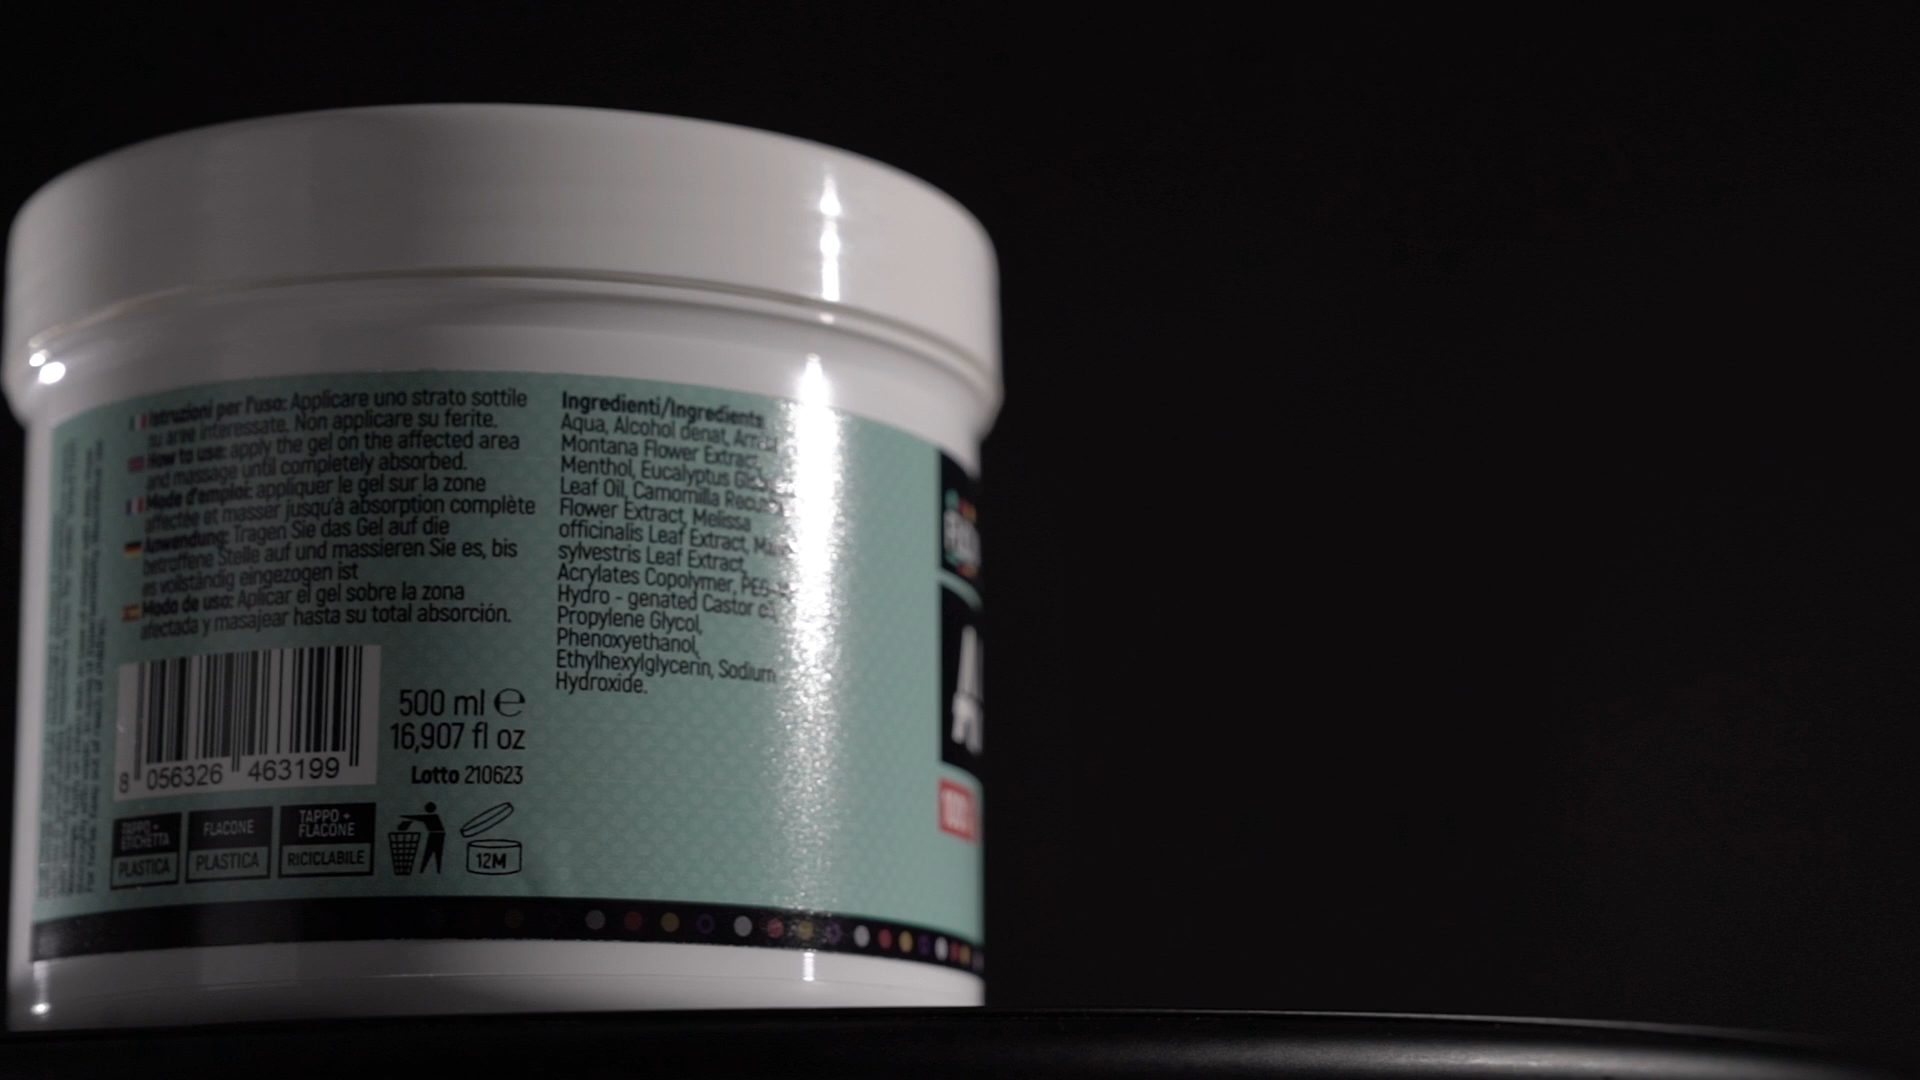 Istruzioni per l'uso: Applicare uno strato sottile
su aree interessate. Non applicare su ferite.
How to use: apply the gel on the affected area
and massage until completely absorbed.
Mode d'emploi: appliquer le gel sur la zone
affectée et masser jusqu'à absorption complète
Anwendung: Tragen Sie das Gel auf die
betroffene Stelle auf und massieren Sie es, bis
es vollständig eingezogen ist
Modo de uso: Aplicar el gel sobre la zona
afectada y masajear hasta su total absorción.
8 056326 463199
500 ml e
16,907 fl oz
Lotto 210623
TAPPO +
ETICHETTA
PLASTICA
FLACONE
PLASTICA
TAPPO +
FLACONE
RICICLABILE
12M
Ingredienti/Ingredients
Aqua, Alcohol denat,
Montana Flower Extract,
Menthol, Eucalyptus
Leaf Oil, Camomilla
Flower Extract, Melissa
officinalis Leaf Extract,
sylvestris Leaf Extract,
Acrylates Copolymer,
Hydro - genated Castor
Propylene Glycol,
Phenoxyethanol,
Ethylhexylglycerin, Sodium
Hydroxide.